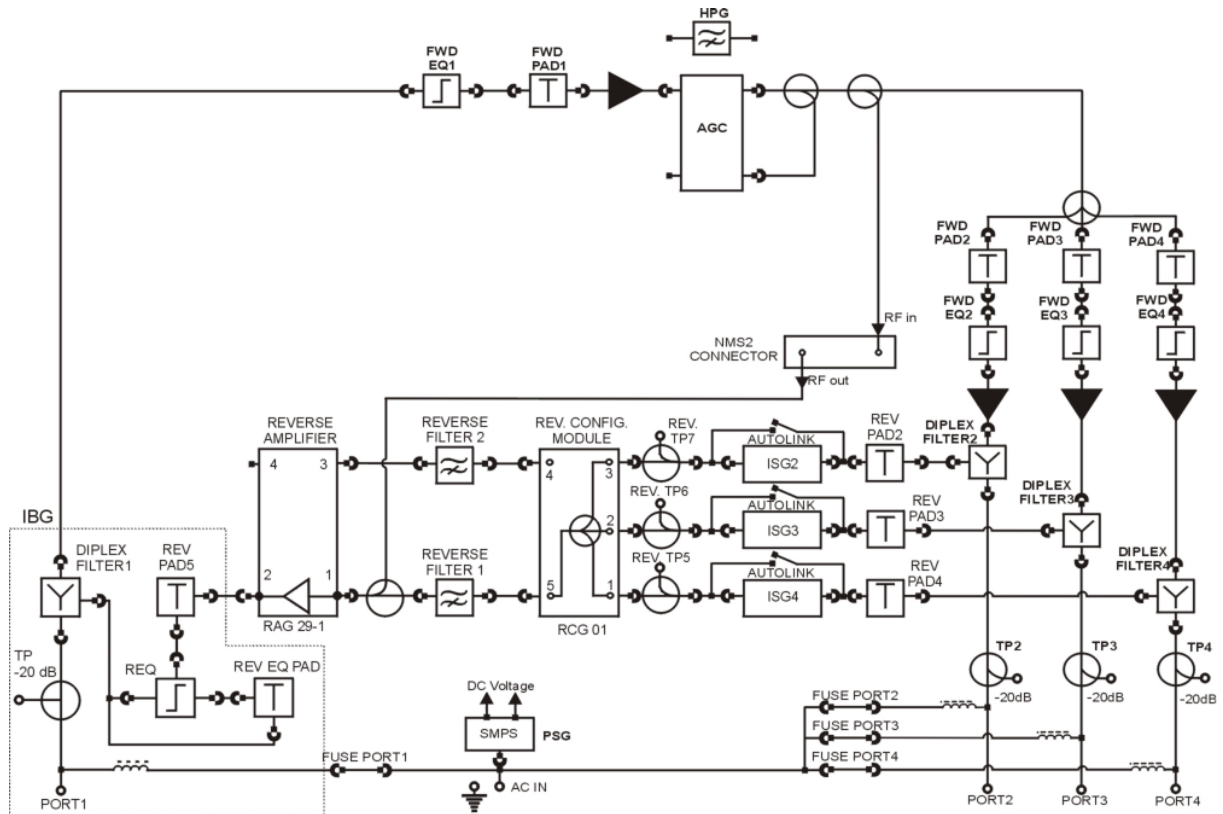 HPG
FWD
EQ1
FWD
PAD1
AGC
FWD
PAD2
FWD
PAD3
FWD
PAD4
FWD
EQ2
FWD
EQ3
FWD
EQ4
RF in
NMS2
CONNECTOR
RF out
REVERSE
AMPLIFIER
REVERSE
FILTER 2
REV. CONFIG.
MODULE
REV.
TP7
AUTOLINK
ISG2
REV
PAD2
DIPLEX
FILTER2
4
3
4
3
REV. TP6
AUTOLINK
ISG3
REV
PAD3
DIPLEX
FILTER3
2
IBG
DIPLEX
FILTER1
REV
PAD5
2
1
REVERSE
FILTER 1
5
1
REV. TP5
AUTOLINK
ISG4
REV
PAD4
DIPLEX
FILTER4
RAG 29-1
RCG 01
TP
-20 dB
REQ
REV EQ PAD
TP2
-20dB
TP3
-20dB
TP4
-20dB
DC Voltage
SMPS
PSG
FUSE PORT2
FUSE PORT3
FUSE PORT1
FUSE PORT4
AC IN
PORT1
PORT2
PORT3
PORT4